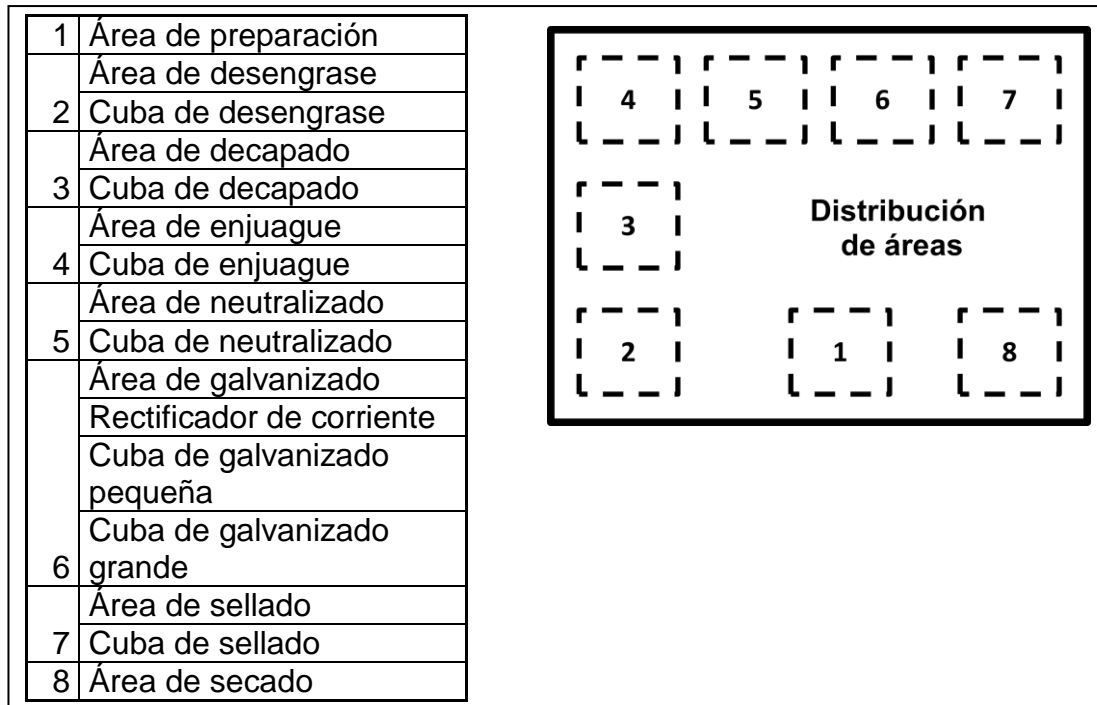 1 Área de preparación
Área de desengrase
2 Cuba de desengrase
Área de decapado
3 Cuba de decapado
Área de enjuague
4 Cuba de enjuague
Área de neutralizado
5 Cuba de neutralizado
Área de galvanizado
Rectificador de corriente
Cuba de galvanizado
pequeña
Cuba de galvanizado
6 grande
Área de sellado
7 Cuba de sellado
8 Área de secado
4 5 6 7
3
Distribución
de áreas
2 1 8